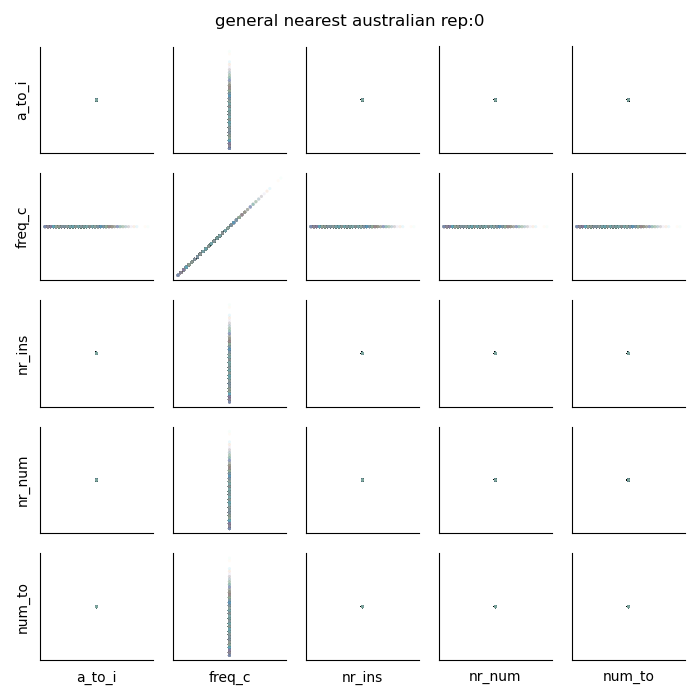 general nearest australian rep:0
a_to_i
freq_c
nr_ins
nr_num
num_to
a_to_i
freq_c
nr_ins
nr_num
num_to